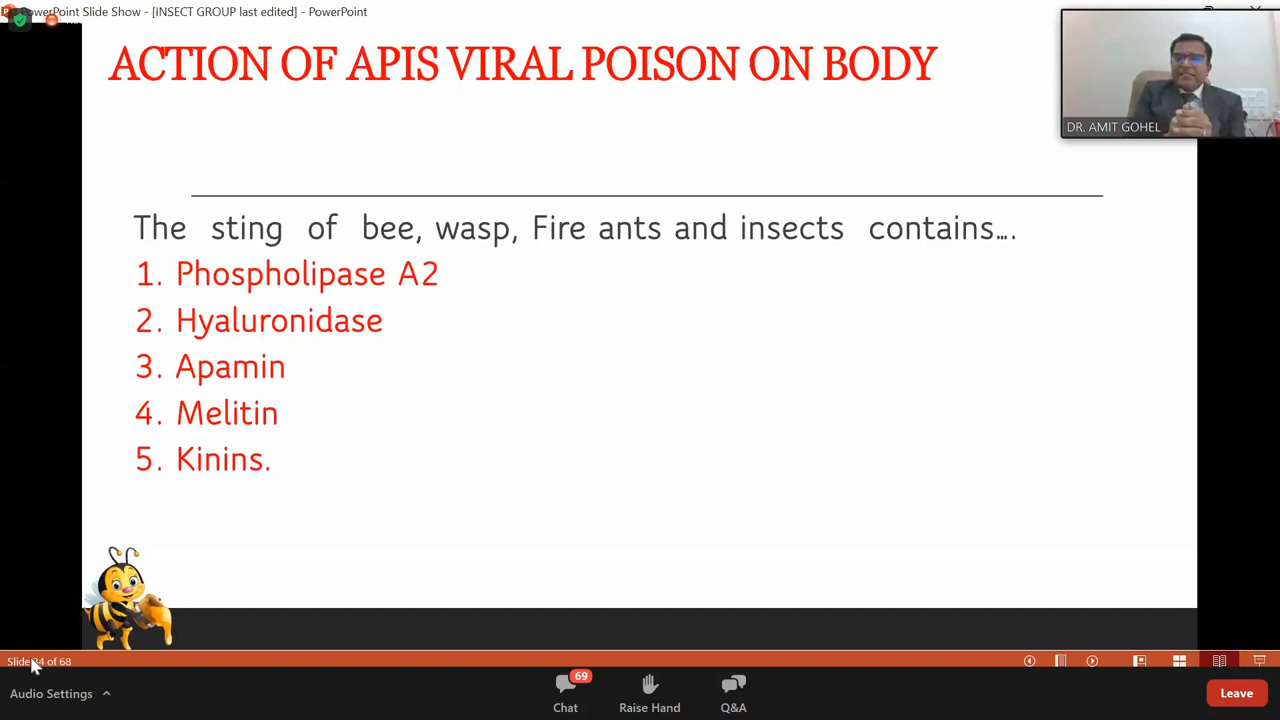 PowerPoint Slide Show - [INSECT GROUP last edited] - PowerPoint
ACTION OF APIS VIRAL POISON ON BODY
DR. AMIT GOHEL
The sting of bee, wasp, Fire ants and insects contains….
1. Phospholipase A2
2. Hyaluronidase
3. Apamin
4. Melitin
5. Kinins.
Slide 4 of 68
Audio Settings
69
Chat
Raise Hand
Q&A
Leave